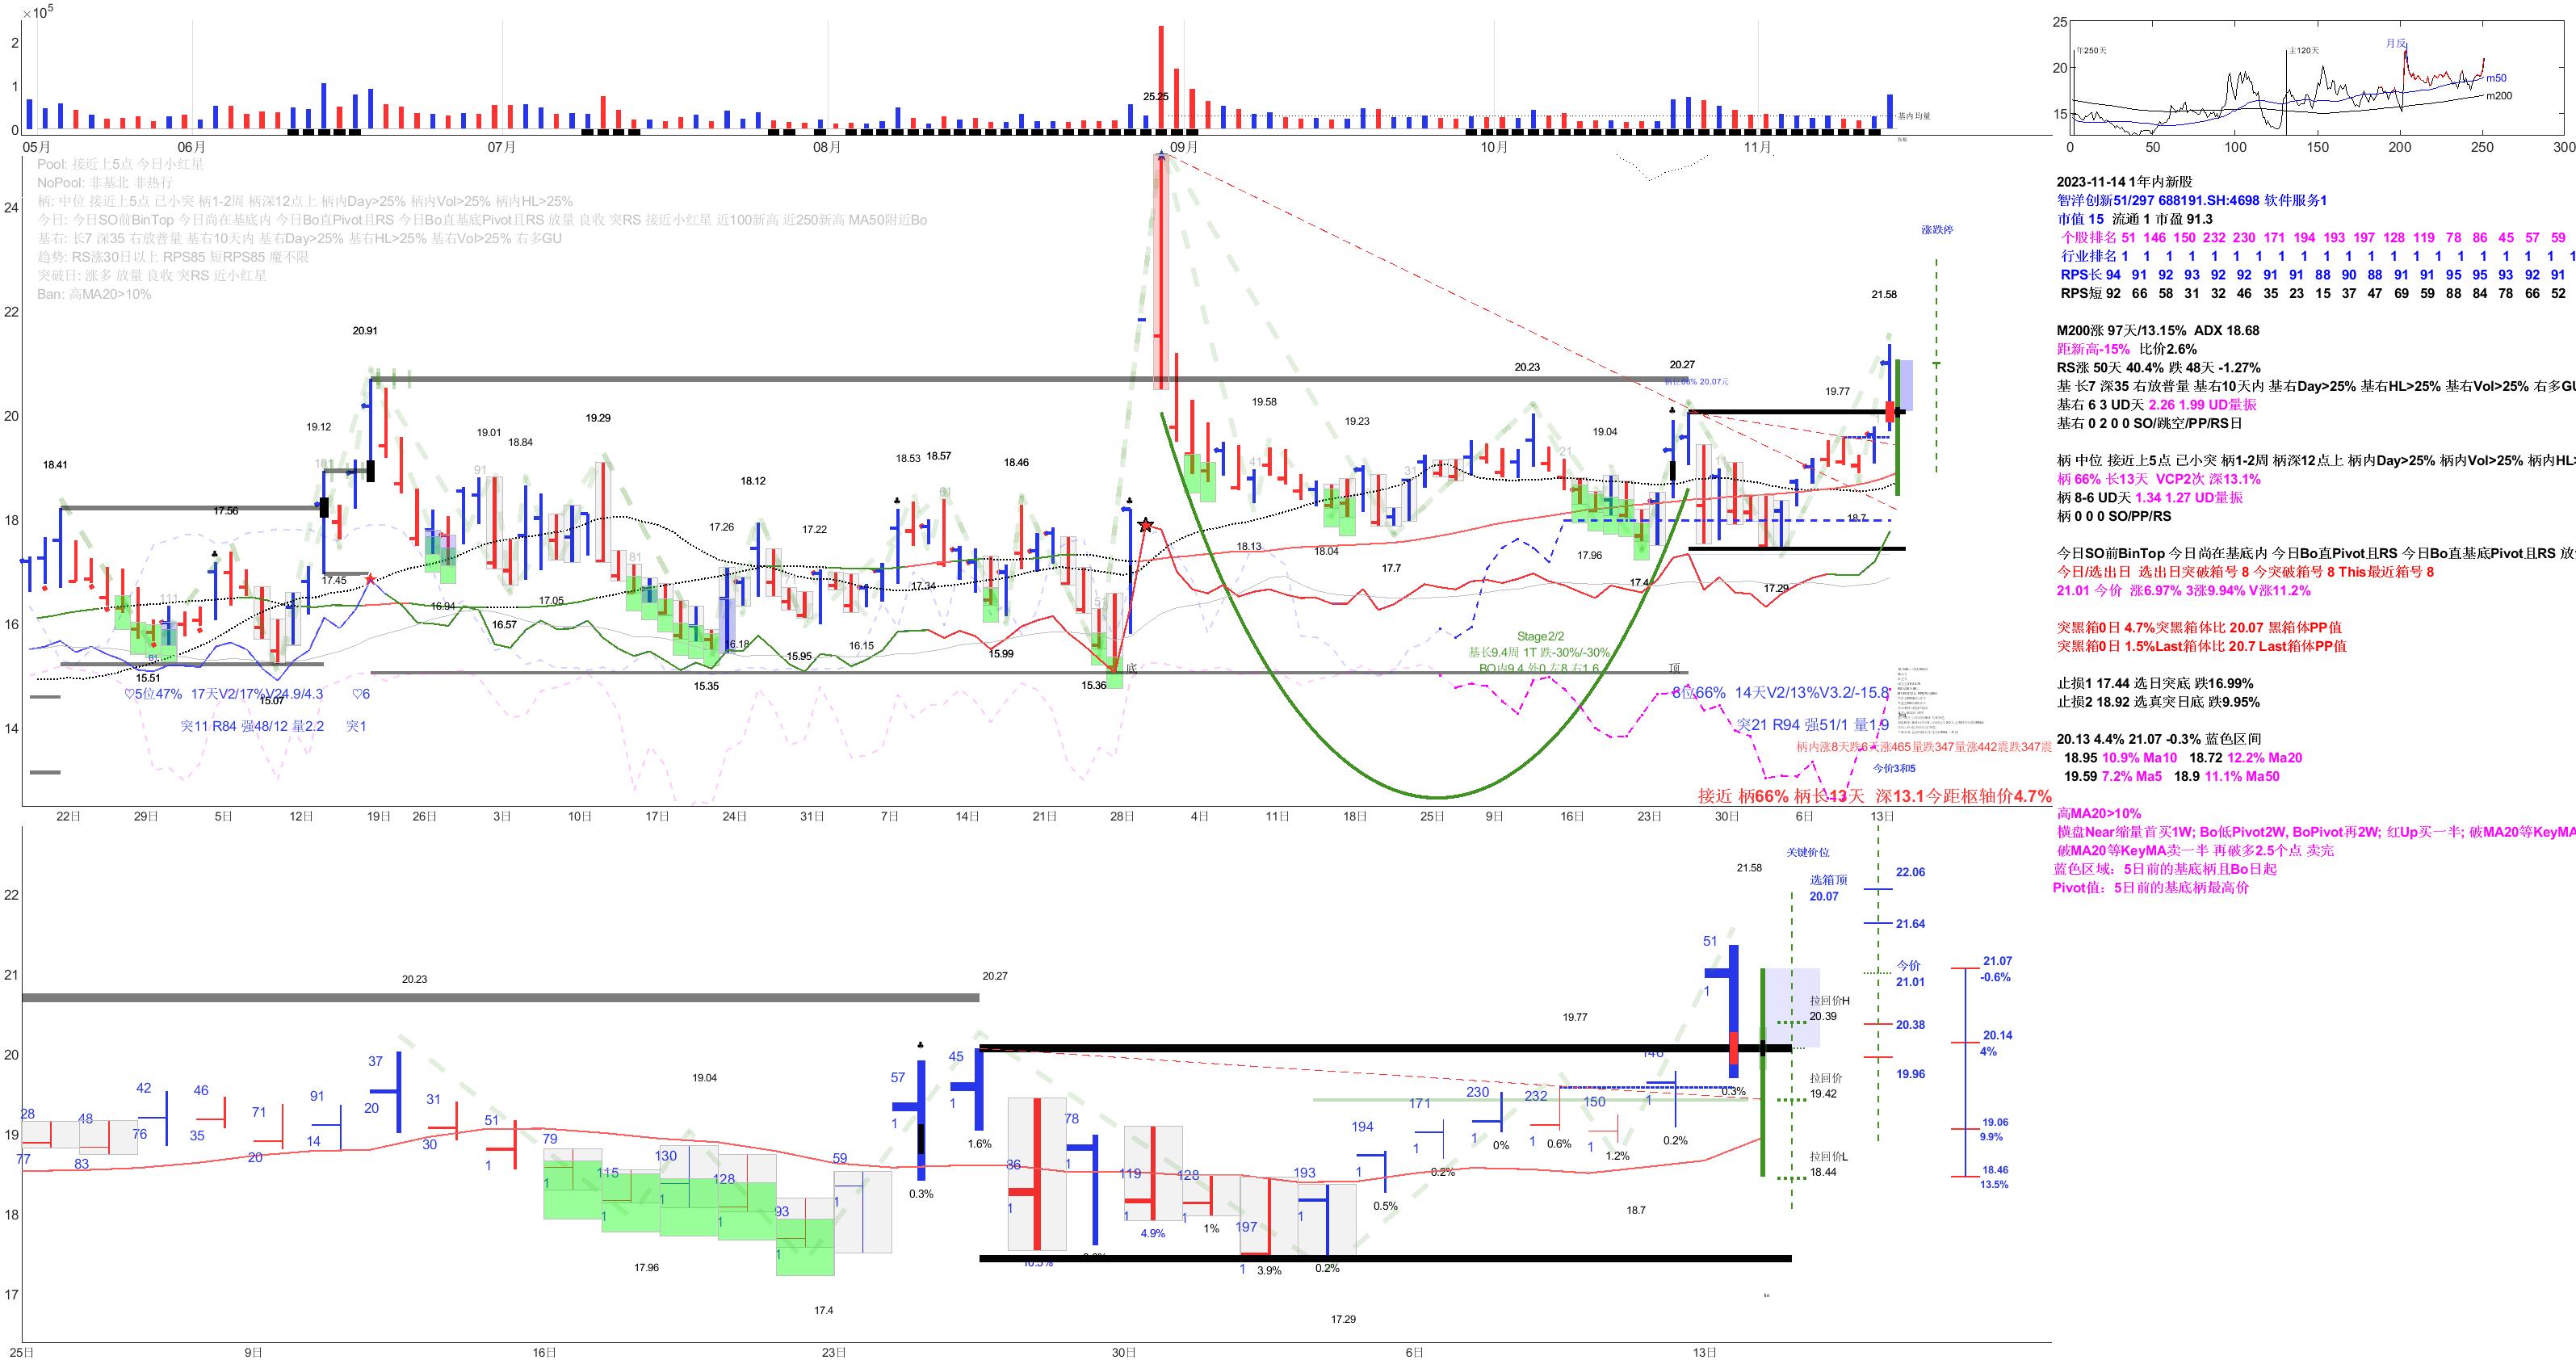 ×10⁵
2
1
0
25.25
基内均量
05月 06月 07月 08月 09月 10月 11月
Pool: 接近上5点 今日小红星
NoPool: 非基北 非热行
柄: 中位 接近上5点 已小突 柄1-2周 柄深12点上 柄内Day>25% 柄内Vol>25% 柄内HL>25%
今日: 今日SO前BinTop 今日尚在基底内 今日Bo直Pivot且RS 今日Bo直基底Pivot且RS 放量 良收 突RS 接近小红星 近100新高 近250新高 MA50附近Bo
基右: 长7 深35 右放普量 基右10天内 基右Day>25% 基右HL>25% 基右Vol>25% 右多GU
趋势: RS涨30日以上 RPS85 短RPS85 魔不限
突破日: 涨多 放量 良收 突RS 近小红星
Ban: 高MA20>10%
24
22
20
18
16
14
涨跌停
21.58
20.91
20.23
20.27
柄位66% 20.07元
19.77
19.58
19.29
19.23
19.12
19.01
18.84
19.04
18.41
18.53
18.57
18.46
18.12
17.56
17.26
17.22
17.45
17.34
18.13
18.04
17.7
17.96
17.4
17.29
18.7
16.94
17.05
16.57
16.18
15.95
16.15
15.99
15.35
15.36
15.51
15.07
底
顶
Stage2/2
基长9.4周 1T 跌-30%/-30%
BO内9.4 外0 左8 右1.6
♡5位47% 17天V2/17%V24.9/4.3 ♡6
突11 R84 强48/12 量2.2 突1
8位66% 14天V2/13%V3.2/-15.8
突21 R94 强51/1 量1.9
柄内涨8天跌6天涨465量跌347量涨442震跌347震
今价3和5
接近 柄66% 柄长13天 深13.1今距枢轴价4.7%
22日 29日 5日 12日 19日 26日 3日 10日 17日 24日 31日 7日 14日 21日 28日 4日 11日 18日 25日 9日 16日 23日 30日 6日 13日
25
20
15
年250天
主120天
月反
m50
m200
0 50 100 150 200 250 300
2023-11-14 1年内新股
智洋创新51/297 688191.SH:4698 软件服务1
市值 15 流通 1 市盈 91.3
个股排名 51 146 150 232 230 171 194 193 197 128 119 78 86 45 57 59
行业排名 1 1 1 1 1 1 1 1 1 1 1 1 1 1 1 1 1 1 1 1
RPS长 94 91 92 93 92 92 91 91 88 90 88 91 91 95 95 93 92 91
RPS短 92 66 58 31 32 46 35 23 15 37 47 69 59 88 84 78 66 52
M200涨 97天/13.15% ADX 18.68
距新高-15% 比价2.6%
RS涨 50天 40.4% 跌 48天 -1.27%
基 长7 深35 右放普量 基右10天内 基右Day>25% 基右HL>25% 基右Vol>25% 右多GU
基右 6 3 UD天 2.26 1.99 UD量振
基右 0 2 0 0 SO/跳空/PP/RS日
柄 中位 接近上5点 已小突 柄1-2周 柄深12点上 柄内Day>25% 柄内Vol>25% 柄内HL>
柄 66% 长13天 VCP2次 深13.1%
柄 8-6 UD天 1.34 1.27 UD量振
柄 0 0 0 SO/PP/RS
今日SO前BinTop 今日尚在基底内 今日Bo直Pivot且RS 今日Bo直基底Pivot且RS 放
今日/选出日 选出日突破箱号 8 今突破箱号 8 This最近箱号 8
21.01 今价 涨6.97% 3涨9.94% V涨11.2%
突黑箱0日 4.7%突黑箱体比 20.07 黑箱体PP值
突黑箱0日 1.5%Last箱体比 20.7 Last箱体PP值
止损1 17.44 选日突底 跌16.99%
止损2 18.92 选真突日底 跌9.95%
20.13 4.4% 21.07 -0.3% 蓝色区间
18.95 10.9% Ma10 18.72 12.2% Ma20
19.59 7.2% Ma5 18.9 11.1% Ma50
高MA20>10%
横盘Near缩量首买1W; Bo低Pivot2W, BoPivot再2W; 红Up买一半; 破MA20等KeyMA
破MA20等KeyMA卖一半 再破多2.5个点 卖完
蓝色区域: 5日前的基底柄且Bo日起
Pivot值: 5日前的基底柄最高价
22
21
20
19
18
17
20.23
20.27
21.58
19.77
19.04
17.96
17.4
17.29
18.7
28 48 42 46 71 91 37 31 51 79 115 130 128 93 59 57 45 86 78 119 128 197 193 194 171 230 232 150 146 51
77 83 76 35 20 14 20 30
0.3% 1.6% 10.3% 4.9% 1% 3.9% 0.2% 0.5% 0.2% 0% 0.6% 1.2% 0.2% 0.3%
关键价位
选箱顶
20.07
今价
21.01
拉回价H
20.39
拉回价
19.42
拉回价L
18.44
22.06
21.64
20.38
19.96
21.07
-0.6%
20.14
4%
19.06
9.9%
18.46
13.5%
25日 9日 16日 23日 30日 6日 13日